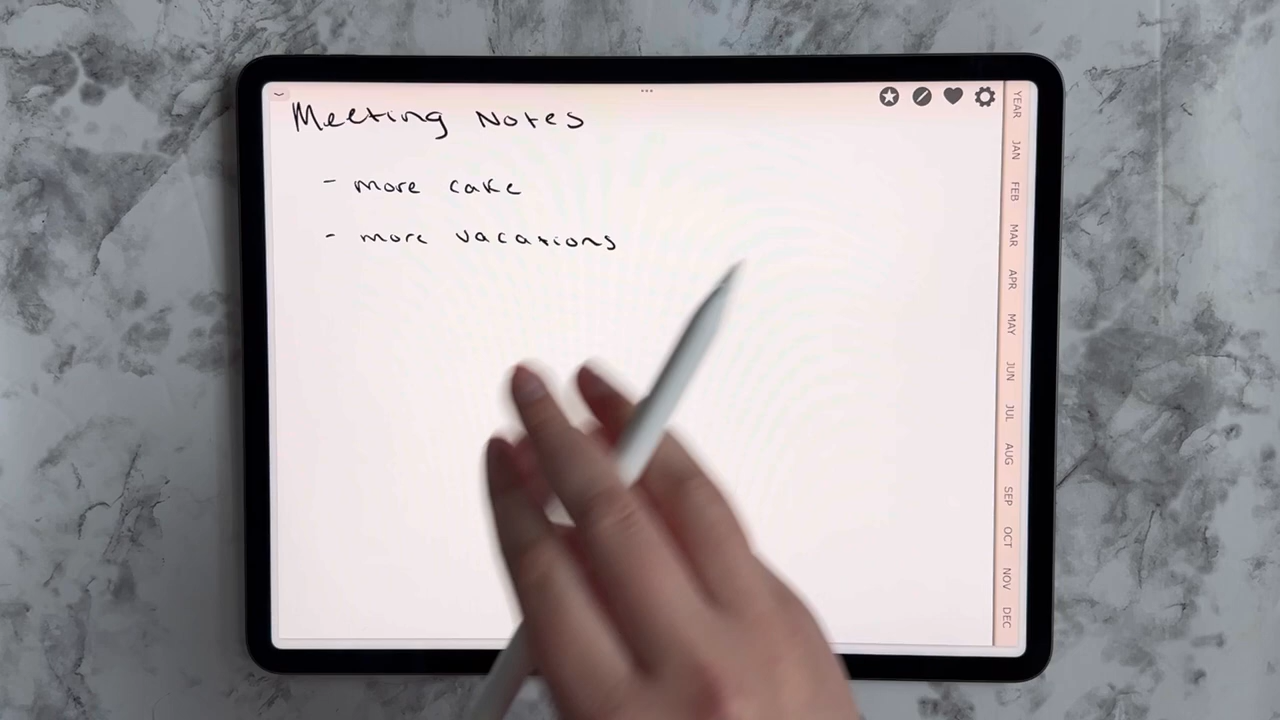 Meeting Notes
- more cake
- more vacations
YEAR
JAN
FEB
MAR
APR
MAY
JUN
JUL
AUG
SEP
OCT
NOV
DEC